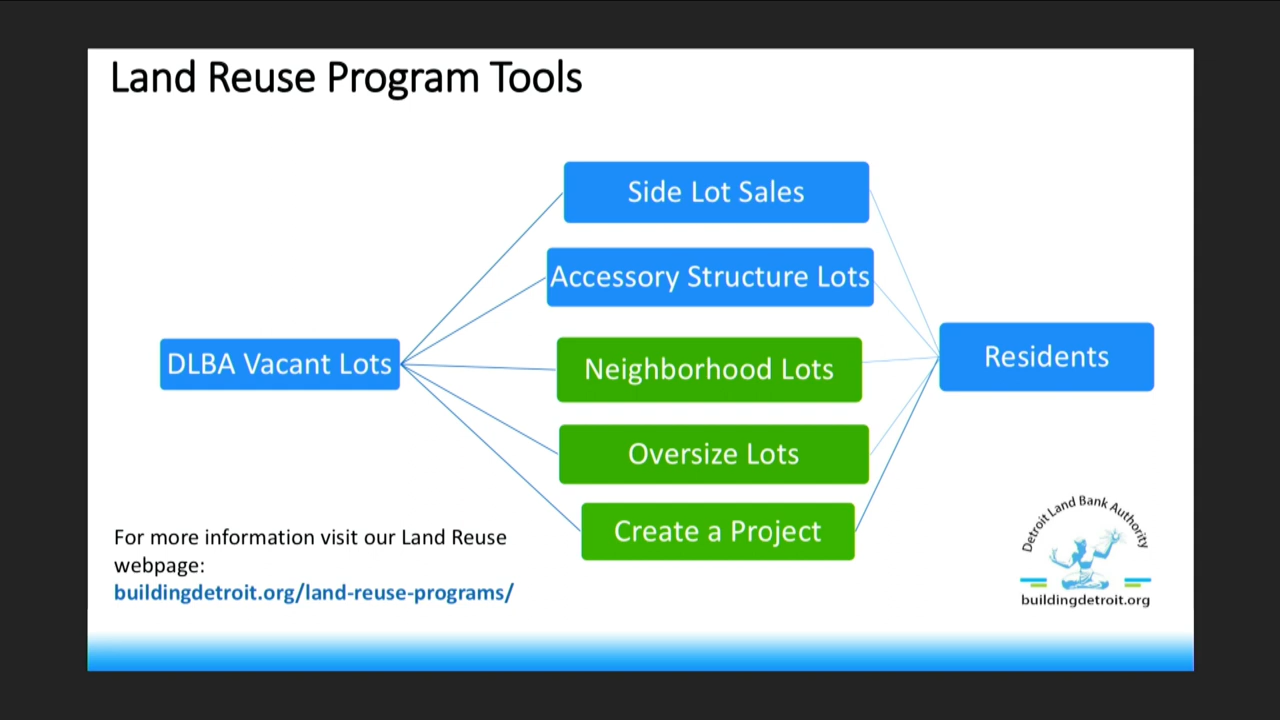 Land Reuse Program Tools
Side Lot Sales
Accessory Structure Lots
DLBA Vacant Lots
Neighborhood Lots
Residents
Oversize Lots
Create a Project
For more information visit our Land Reuse
webpage:
buildingdetroit.org/land-reuse-programs/
Detroit Land Bank Authority
buildingdetroit.org